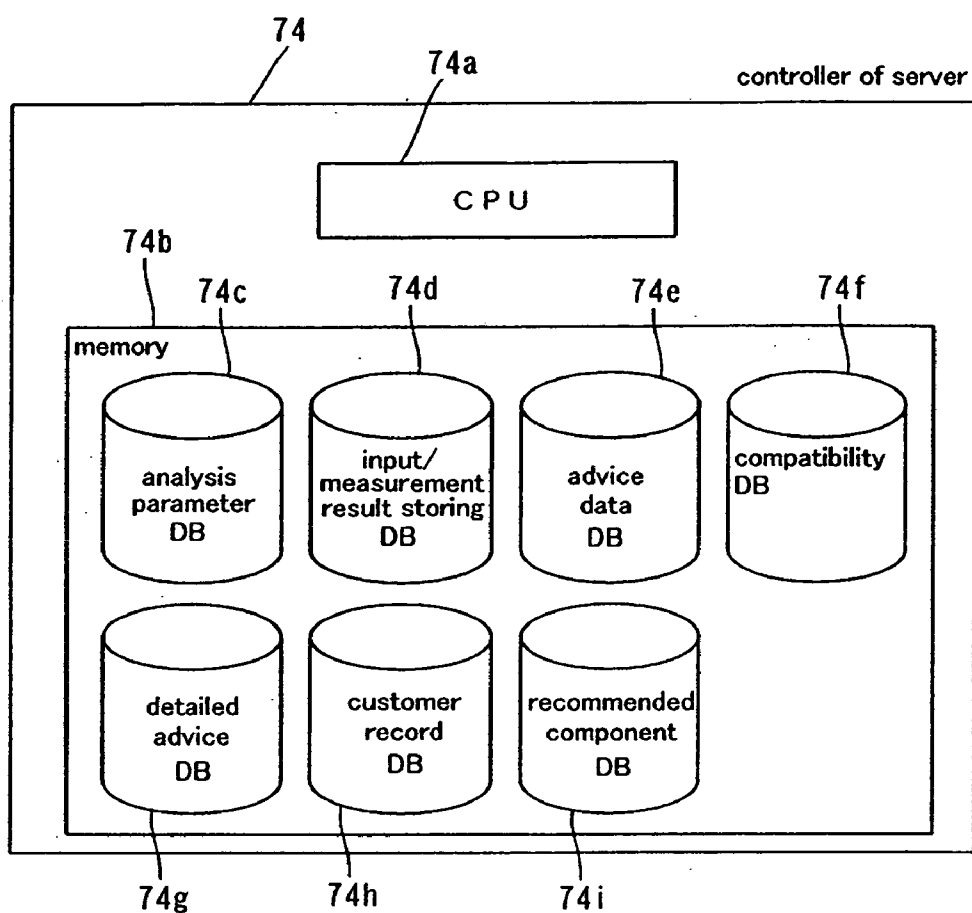 74
74a
controller of server
CPU
74b
74c
74d
74e
74f
memory
analysis
parameter
DB
input/
measurement
result storing
DB
advice
data
DB
compatibility
DB
detailed
advice
DB
customer
record
DB
recommended
component
DB
74g
74h
74i